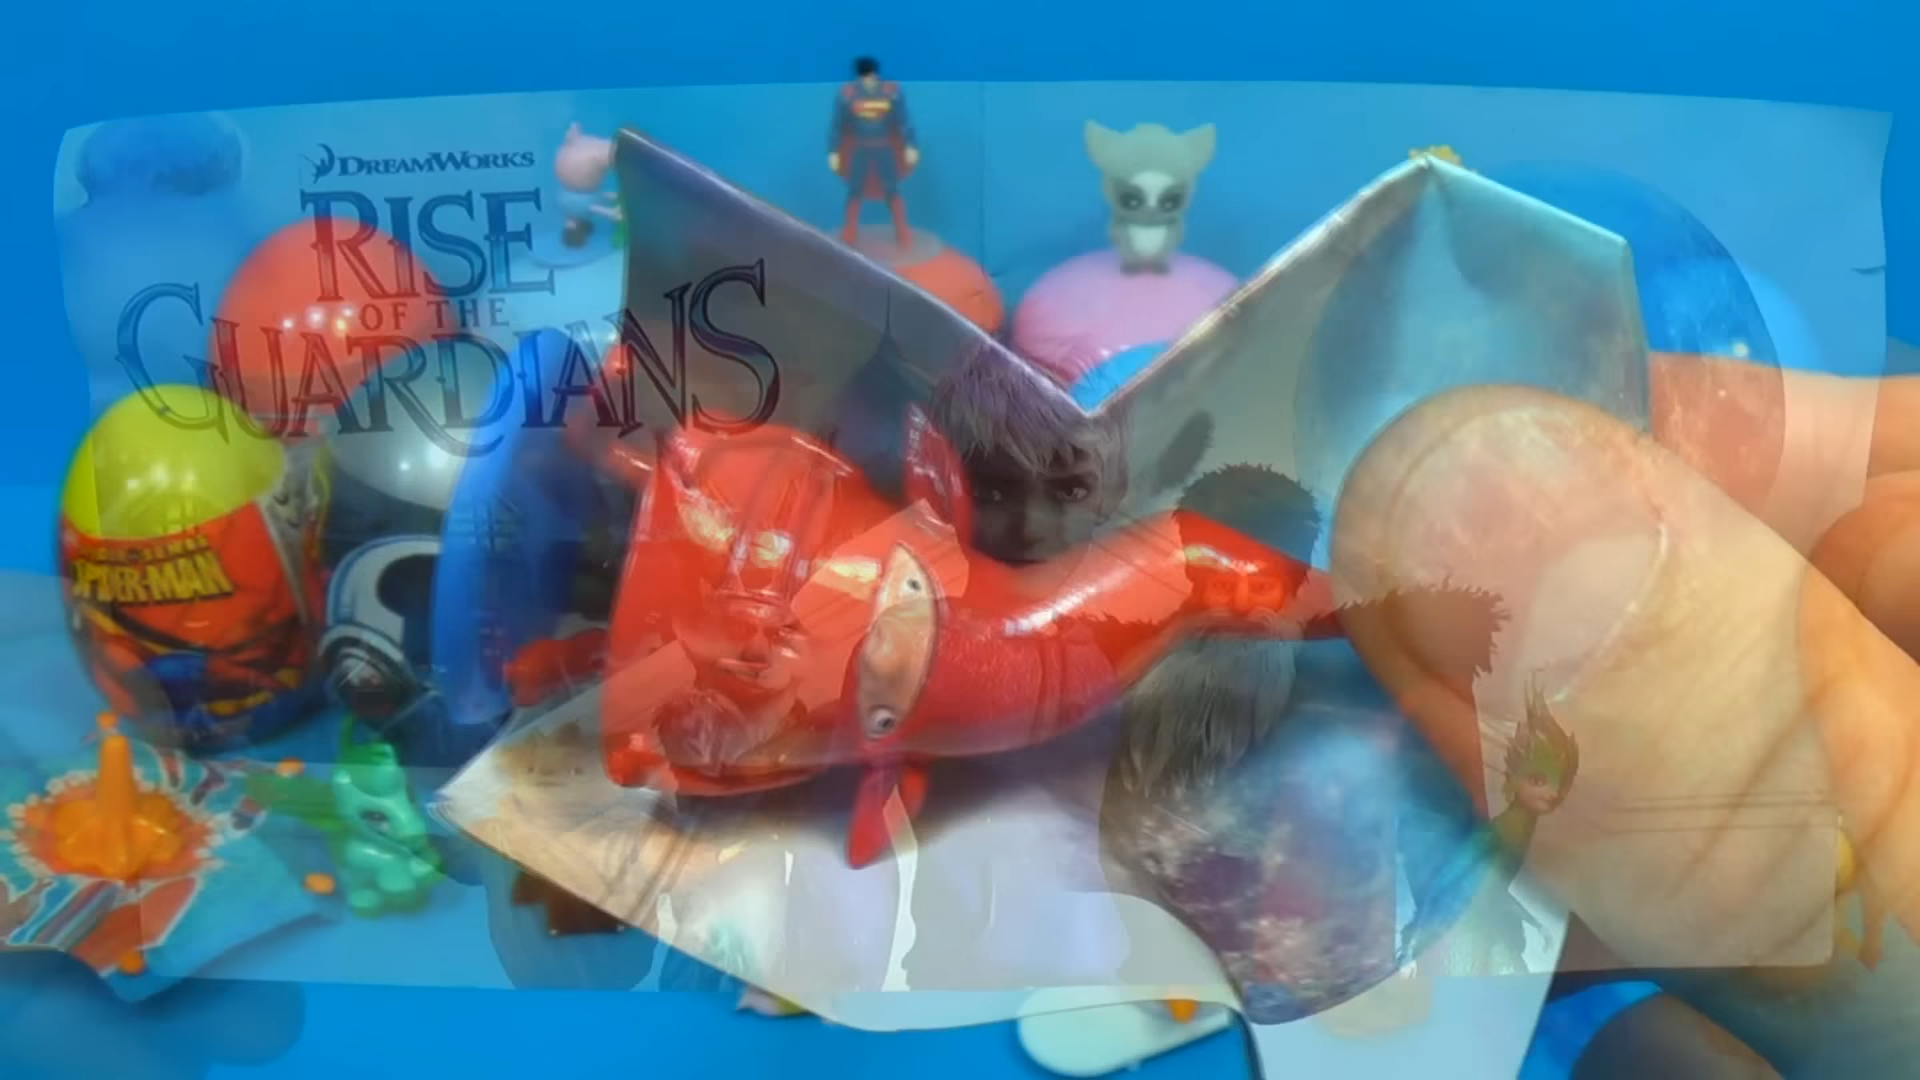 DREAMWORKS
RISE
OF THE
GUARDIANS
SPIDER-MAN